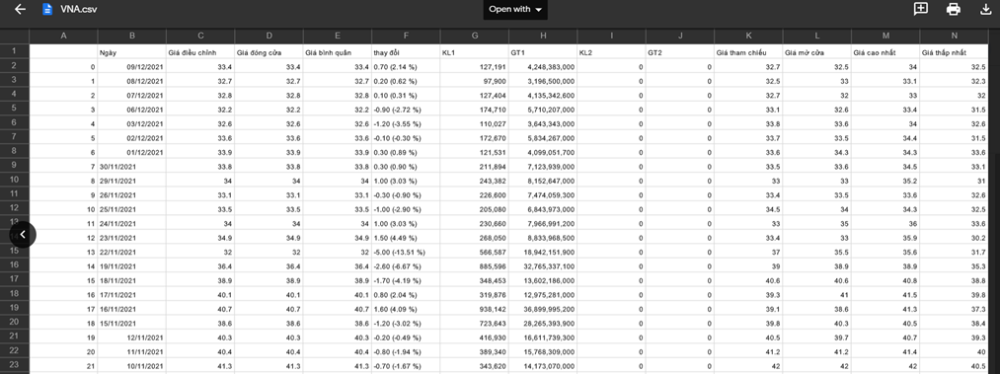 VNA.csv Open with
A B C D E F G H I J K L M N
1 Ngày Giá điều chỉnh Giá đóng cửa Giá bình quân thay đổi KL1 GT1 KL2 GT2 Giá tham chiếu Giá mở cửa Giá cao nhất Giá thấp nhất
2 0 09/12/2021 33.4 33.4 33.4 0.70 (2.14 %) 127,191 4,248,383,000 0 0 32.7 32.5 34 32.5
3 1 08/12/2021 32.7 32.7 32.7 0.20 (0.62 %) 97,900 3,196,500,000 0 0 32.5 33 33.1 32.3
4 2 07/12/2021 32.8 32.8 32.8 0.10 (0.31 %) 127,404 4,135,342,600 0 0 32.7 32 33 32
5 3 06/12/2021 32.2 32.2 32.2 -0.90 (-2.72 %) 174,710 5,710,207,000 0 0 33.1 32.6 33.4 31.5
6 4 03/12/2021 32.6 32.6 32.6 -1.20 (-3.55 %) 110,027 3,643,343,000 0 0 33.8 33.6 34 32.6
7 5 02/12/2021 33.6 33.6 33.6 -0.10 (-0.30 %) 172,670 5,834,267,000 0 0 33.7 33.5 34.4 31.5
8 6 01/12/2021 33.9 33.9 33.9 0.30 (0.89 %) 121,531 4,099,051,700 0 0 33.6 34.3 34.3 33.6
9 7 30/11/2021 33.8 33.8 33.8 0.30 (0.90 %) 211,894 7,123,939,000 0 0 33.5 33.6 34.5 33.1
10 8 29/11/2021 34 34 34 1.00 (3.03 %) 243,382 8,152,647,000 0 0 33 33 35.2 31
11 9 26/11/2021 33.1 33.1 33.1 -0.30 (-0.90 %) 226,600 7,474,059,300 0 0 33.4 33.5 33.6 32.6
12 10 25/11/2021 33.5 33.5 33.5 -1.00 (-2.90 %) 205,080 6,843,973,000 0 0 34.5 34 34.3 32.5
13 11 24/11/2021 34 34 34 1.00 (3.03 %) 230,660 7,966,991,200 0 0 33 35 36 33.6
12 23/11/2021 34.9 34.9 34.9 1.50 (4.49 %) 268,050 8,833,968,500 0 0 33.4 33 35.9 30.2
15 13 22/11/2021 32 32 32 -5.00 (-13.51 %) 566,587 18,942,151,900 0 0 37 35.5 35.6 31.7
16 14 19/11/2021 36.4 36.4 36.4 -2.60 (-6.67 %) 885,596 32,765,337,100 0 0 39 38.9 38.9 35.3
17 15 18/11/2021 38.9 38.9 38.9 -1.70 (-4.19 %) 348,453 13,602,186,000 0 0 40.6 40.6 40.8 38.8
18 16 17/11/2021 40.1 40.1 40.1 0.80 (2.04 %) 319,876 12,975,281,000 0 0 39.3 41 41.5 39.8
19 17 16/11/2021 40.7 40.7 40.7 1.60 (4.09 %) 938,142 36,899,995,200 0 0 39.1 38.6 41.3 37.3
20 18 15/11/2021 38.6 38.6 38.6 -1.20 (-3.02 %) 723,643 28,265,393,900 0 0 39.8 40.3 40.5 38.4
21 19 12/11/2021 40.3 40.3 40.3 -0.20 (-0.49 %) 416,930 16,611,739,300 0 0 40.5 39.7 40.7 39.3
22 20 11/11/2021 40.4 40.4 40.4 -0.80 (-1.94 %) 389,340 15,768,309,000 0 0 41.2 41.2 41.4 40
23 21 10/11/2021 41.3 41.3 41.3 -0.70 (-1.67 %) 343,620 14,173,070,000 0 0 42 42 42 40.5